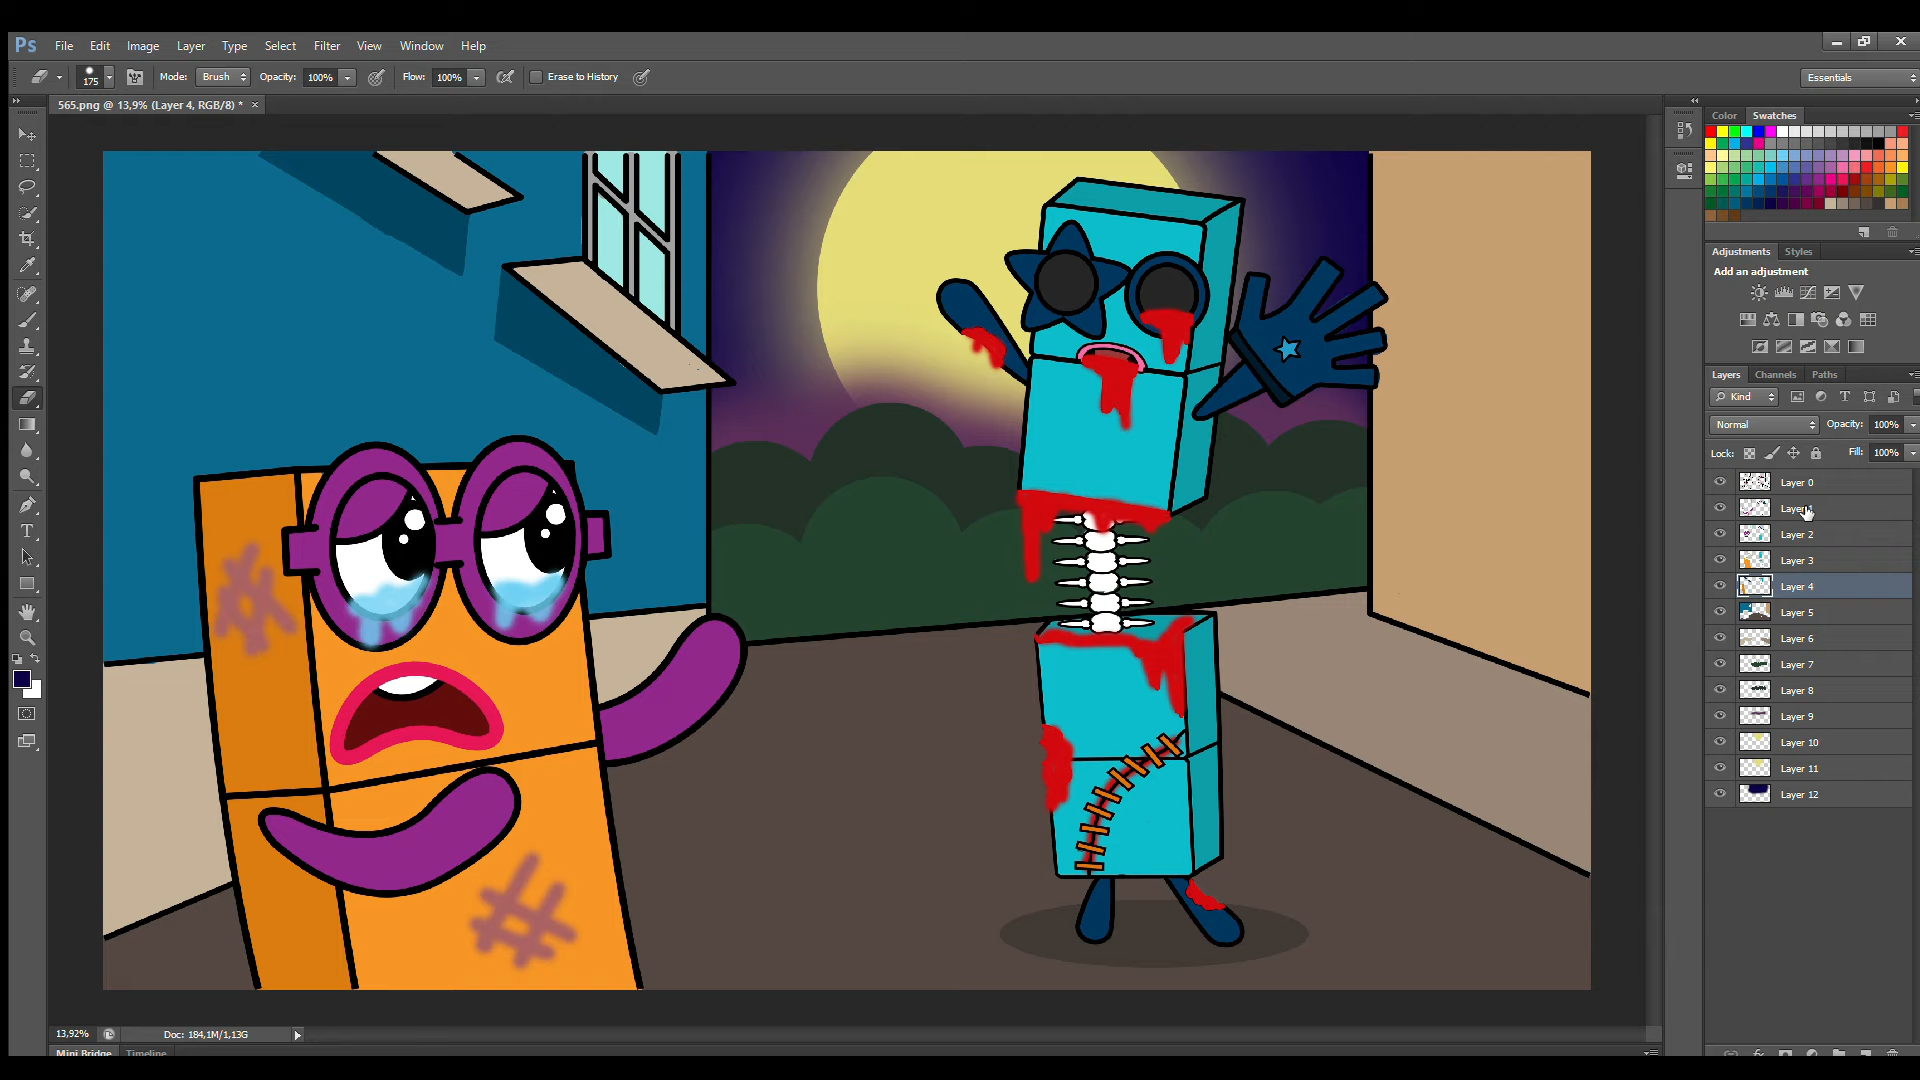 Ps File Edit Image Layer Type Select Filter View Window Help
175 Mode: Brush Opacity: 100% Flow: 100% Erase to History Essentials
565.png @ 13,9% (Layer 4, RGB/8) *
Color Swatches
Adjustments Styles
Add an adjustment
Layers Channels Paths
Kind
Normal Opacity: 100%
Lock: Fill: 100%
Layer 0
Layer 1
Layer 2
Layer 3
Layer 4
Layer 5
Layer 6
Layer 7
Layer 8
Layer 9
Layer 10
Layer 11
Layer 12
13,92% Doc: 184,1M/1,13G
Mini Bridge Timeline